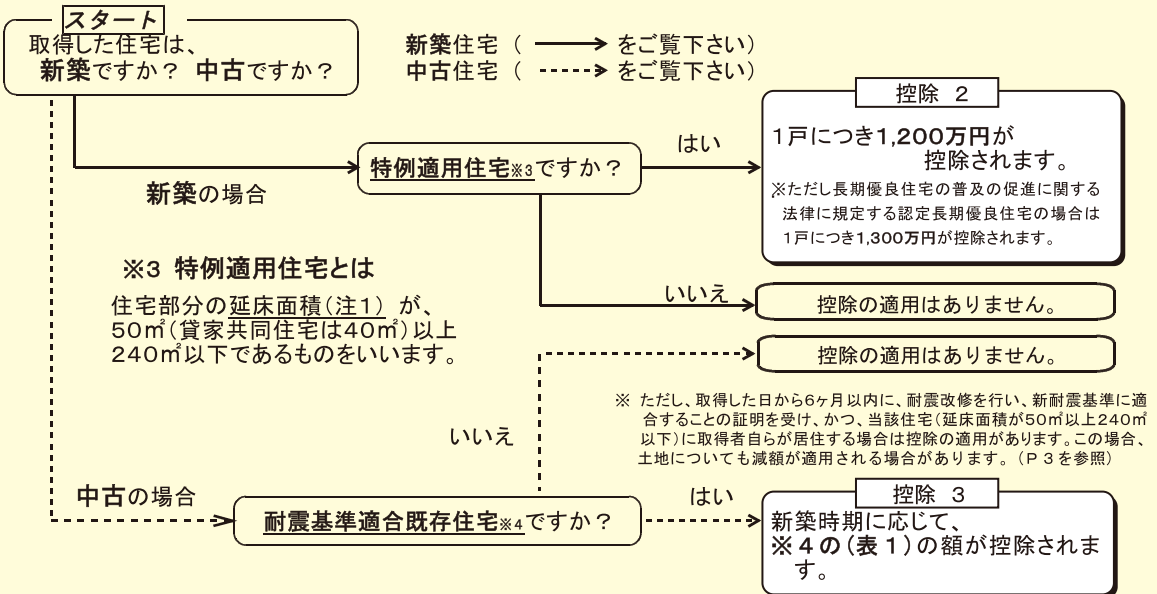 スタート
取得した住宅は、
新築ですか？ 中古ですか？
新築住宅（ をご覧下さい）
中古住宅（ をご覧下さい）
新築の場合
特例適用住宅※3ですか？
はい
控除 2
1戸につき1,200万円が
控除されます。
※ただし長期優良住宅の普及の促進に関する
法律に規定する認定長期優良住宅の場合は
1戸につき1,300万円が控除されます。
※3 特例適用住宅とは
住宅部分の延床面積（注1）が、
50㎡（貸家共同住宅は40㎡）以上
240㎡以下であるものをいいます。
いいえ
控除の適用はありません。
控除の適用はありません。
※ ただし、取得した日から6ヶ月以内に、耐震改修を行い、新耐震基準に適
合することの証明を受け、かつ、当該住宅（延床面積が50㎡以上240㎡
以下）に取得者自らが居住する場合は控除の適用があります。この場合、
土地についても減額が適用される場合があります。（P3を参照）
いいえ
中古の場合
耐震基準適合既存住宅※4ですか？
はい
控除 3
新築時期に応じて、
※４の（表１）の額が控除されま
す。